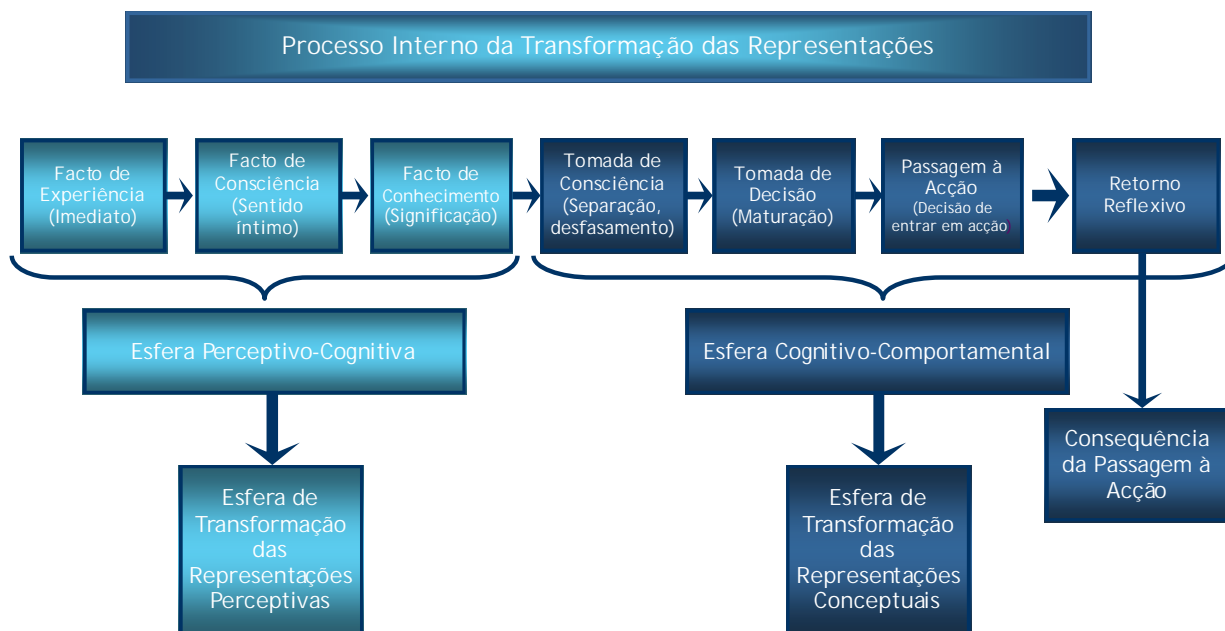 Processo Interno da Transformação das Representações
Facto de
Experiência
(Imediato)
Facto de
Consciência
(Sentido
íntimo)
Facto de
Conhecimento
(Significação)
Tomada de
Consciência
(Separação,
desfasamento)
Tomada de
Decisão
(Maturação)
Passagem à
Acção
(Decisão de
entrar em acção)
Retorno
Reflexivo
Esfera Perceptivo-Cognitiva
Esfera Cognitivo-Comportamental
Consequência
da Passagem à
Acção
Esfera de
Transformação
das
Representações
Perceptivas
Esfera de
Transformação
das
Representações
Conceptuais